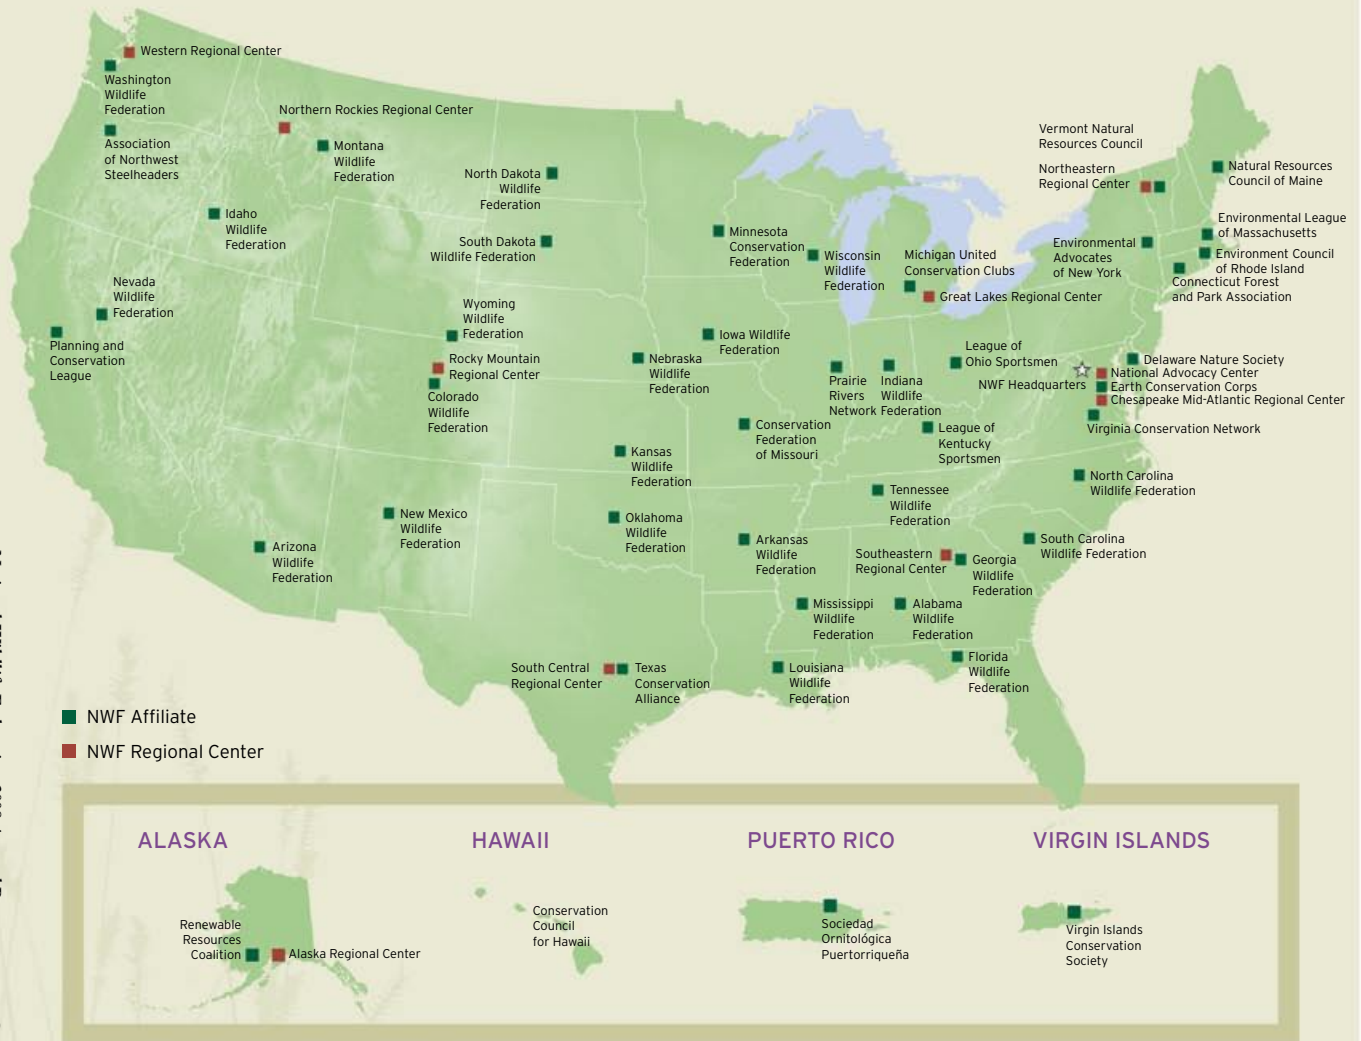 Western Regional Center
Washington
Wildlife
Federation
Association
of Northwest
Steelheaders
Northern Rockies Regional Center
Montana
Wildlife
Federation
Idaho
Wildlife
Federation
Nevada
Wildlife
Federation
Planning and
Conservation
League
North Dakota
Wildlife
Federation
South Dakota
Wildlife Federation
Wyoming
Wildlife
Federation
Rocky Mountain
Regional Center
Colorado
Wildlife
Federation
Minnesota
Conservation
Federation
Wisconsin
Wildlife
Federation
Michigan United
Conservation Clubs
Great Lakes Regional Center
Iowa Wildlife
Federation
Nebraska
Wildlife
Federation
Prairie
Rivers
Network
Indiana
Wildlife
Federation
League of
Ohio Sportsmen
Vermont Natural
Resources Council
Northeastern
Regional Center
Natural Resources
Council of Maine
Environmental League
of Massachusetts
Environment Council
of Rhode Island
Environmental
Advocates
of New York
Connecticut Forest
and Park Association
NWF Headquarters
Delaware Nature Society
National Advocacy Center
Earth Conservation Corps
Chesapeake Mid-Atlantic Regional Center
Virginia Conservation Network
Conservation
Federation
of Missouri
League of
Kentucky
Sportsmen
Kansas
Wildlife
Federation
North Carolina
Wildlife Federation
Tennessee
Wildlife
Federation
New Mexico
Wildlife
Federation
Oklahoma
Wildlife
Federation
Arizona
Wildlife
Federation
Arkansas
Wildlife
Federation
Southeastern
Regional Center
Georgia
Wildlife
Federation
South Carolina
Wildlife Federation
Mississippi
Wildlife
Federation
Alabama
Wildlife
Federation
South Central
Regional Center
Texas
Conservation
Alliance
Louisiana
Wildlife
Federation
Florida
Wildlife
Federation
NWF Affiliate
NWF Regional Center
ALASKA
Renewable
Resources
Coalition
Alaska Regional Center
HAWAII
Conservation
Council
for Hawaii
PUERTO RICO
Sociedad
Ornitológica
Puertorriqueña
VIRGIN ISLANDS
Virgin Islands
Conservation
Society